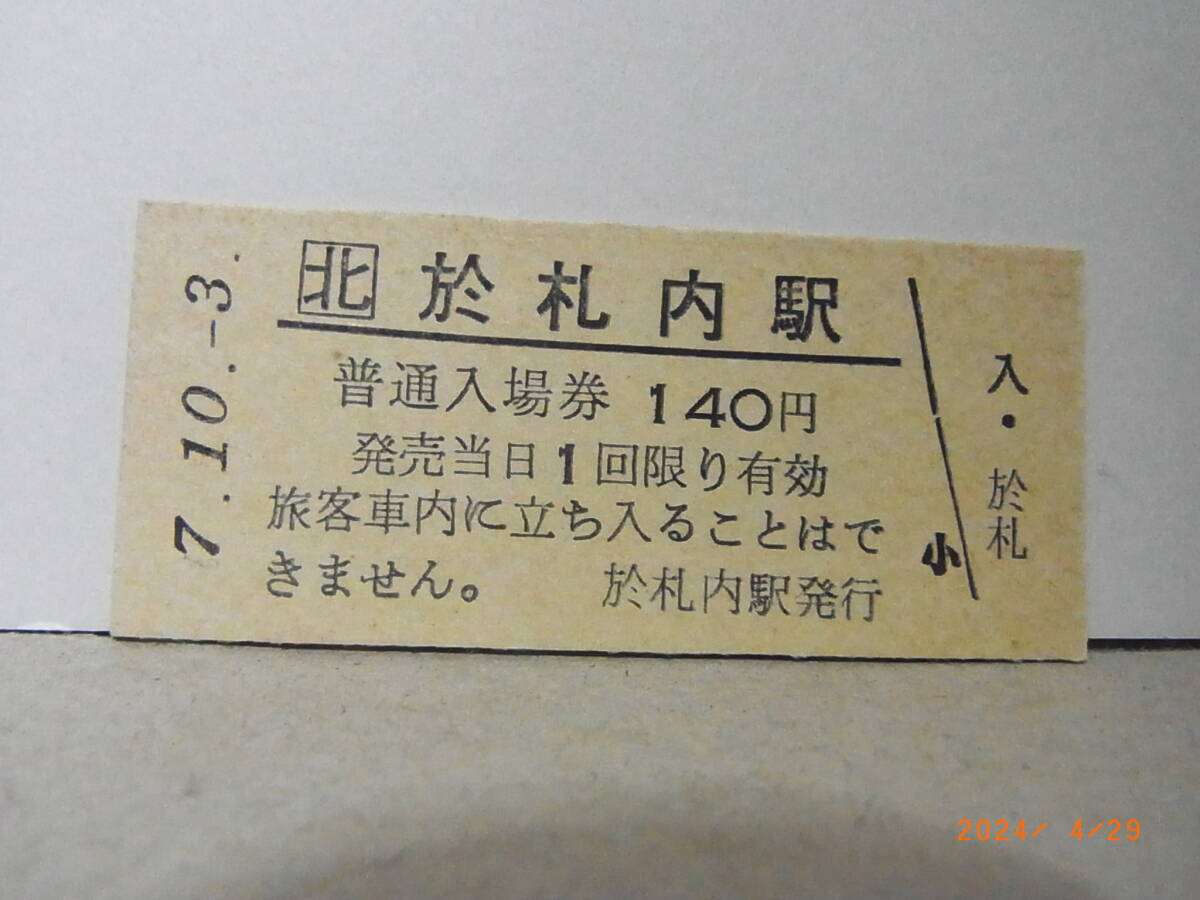 7.10.-3.
北 於札内駅
普通入場券 140円
発売当日1回限り有効
旅客車内に立ち入ることはで
きません。 於札内駅発行
小
入・於札
2024/ 4/29